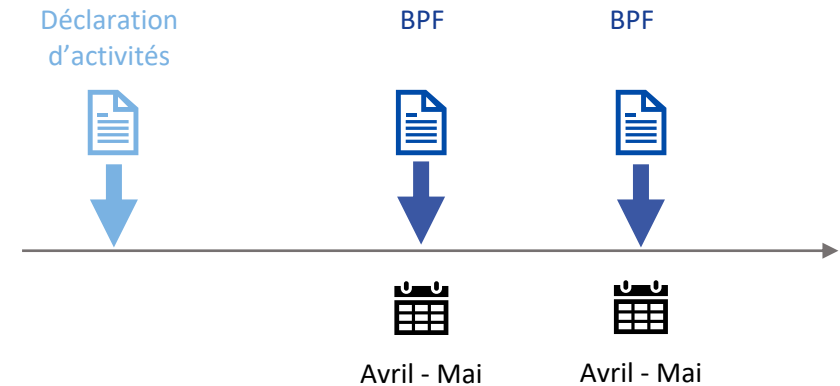 Déclaration
d’activités
BPF
BPF
Avril - Mai
Avril - Mai